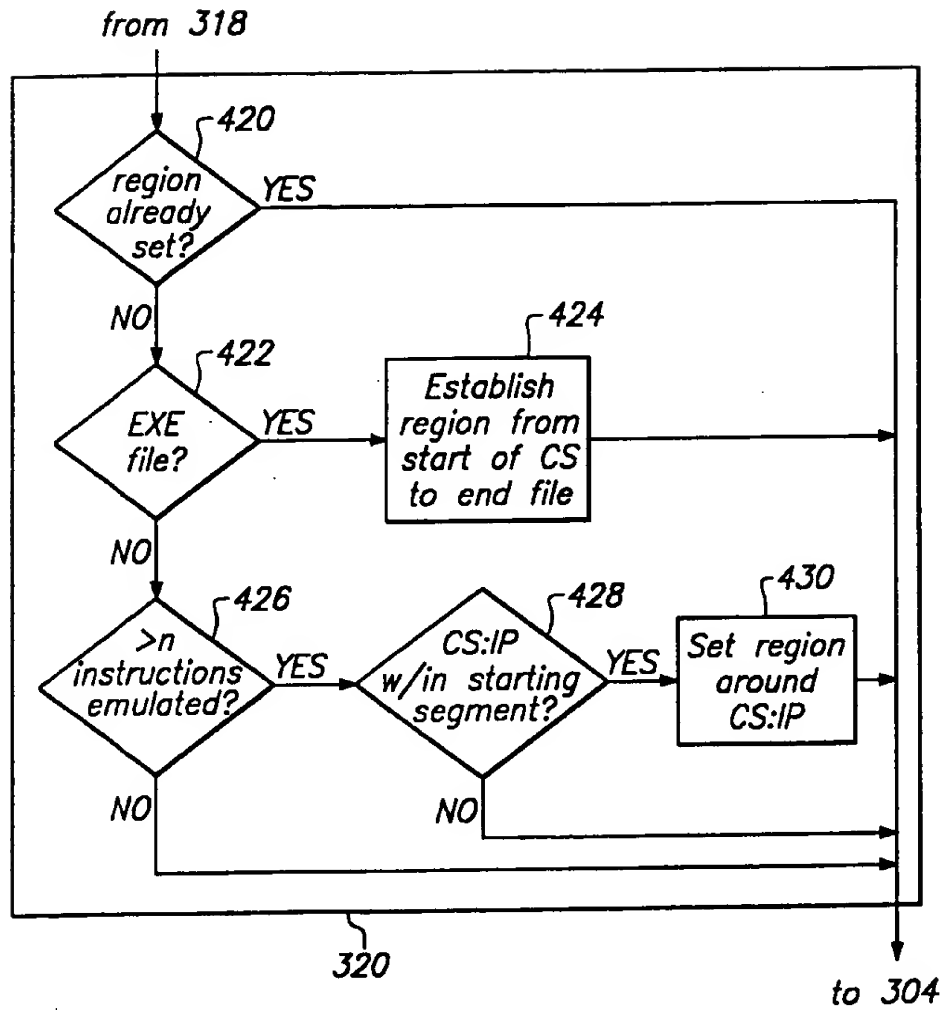 from 318
420
region
already
set?
YES
NO
422
EXE
file?
YES
424
Establish
region from
start of CS
to end file
NO
426
>n
instructions
emulated?
YES
428
CS:IP
w/in starting
segment?
YES
430
Set region
around
CS:IP
NO
NO
320
to 304